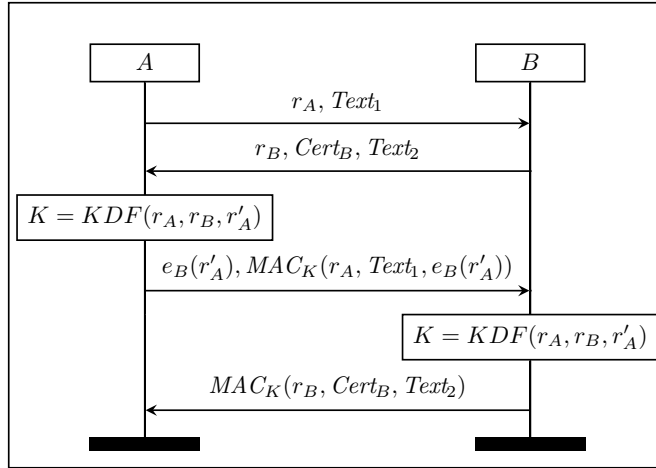 A
B
r_A, Text_1
r_B, Cert_B, Text_2
K = KDF(r_A, r_B, r'_A)
e_B(r'_A), MAC_K(r_A, Text_1, e_B(r'_A))
K = KDF(r_A, r_B, r'_A)
MAC_K(r_B, Cert_B, Text_2)